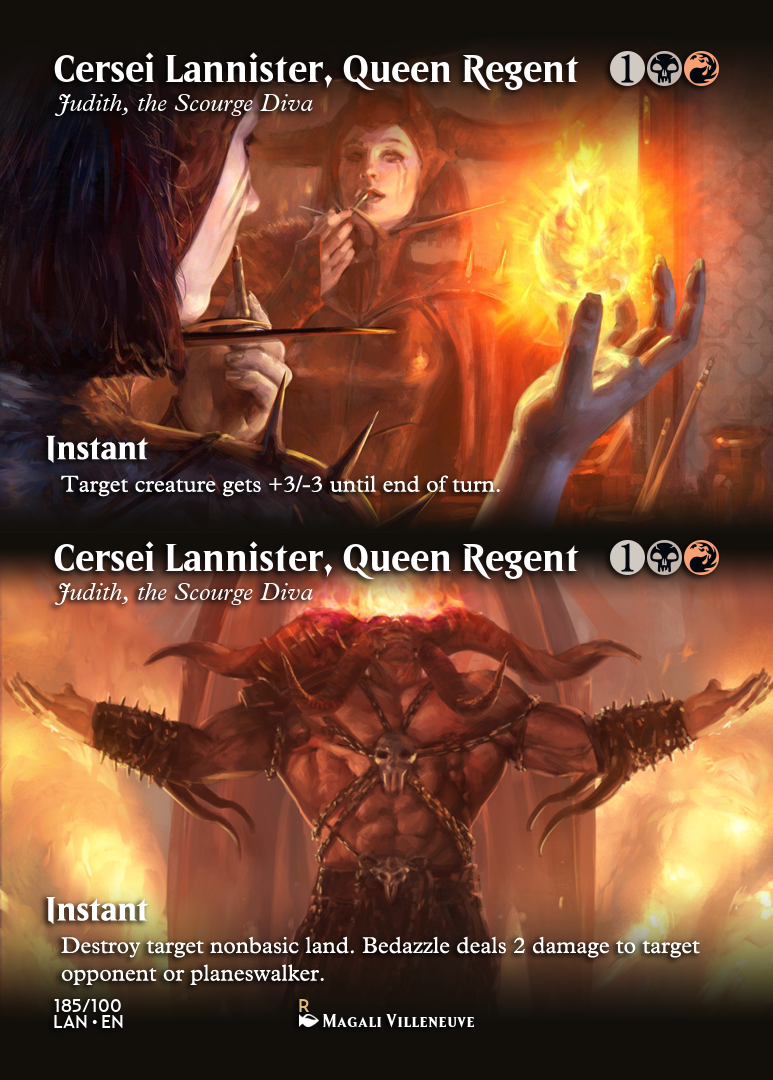 Cersei Lannister, Queen Regent 1
Judith, the Scourge Diva
Instant
Target creature gets +3/-3 until end of turn.
Cersei Lannister, Queen Regent 1
Judith, the Scourge Diva
Instant
Destroy target nonbasic land. Bedazzle deals 2 damage to target
opponent or planeswalker.
185/100 R
LAN • EN Magali Villeneuve